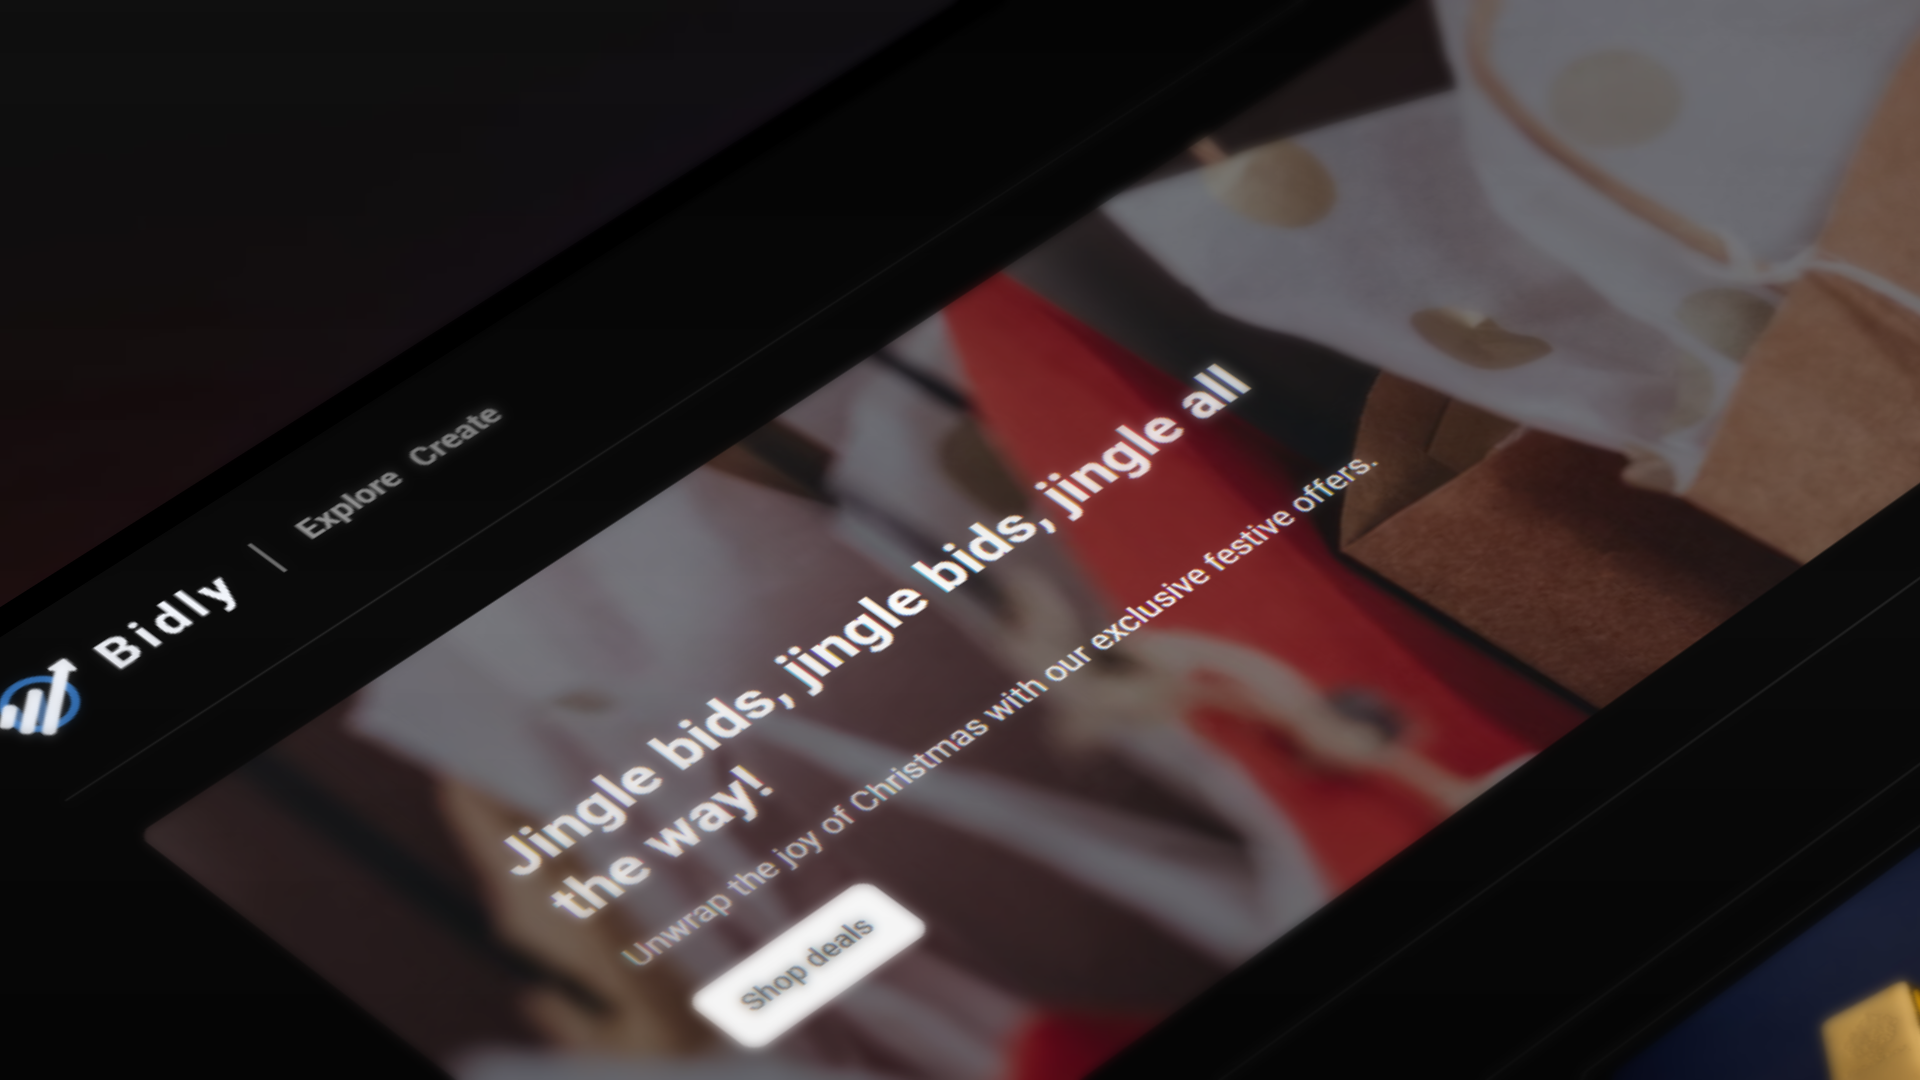 Bidly | Explore Create
Jingle bids, jingle bids, jingle all
the way!
Unwrap the joy of Christmas with our exclusive festive offers.
Shop deals